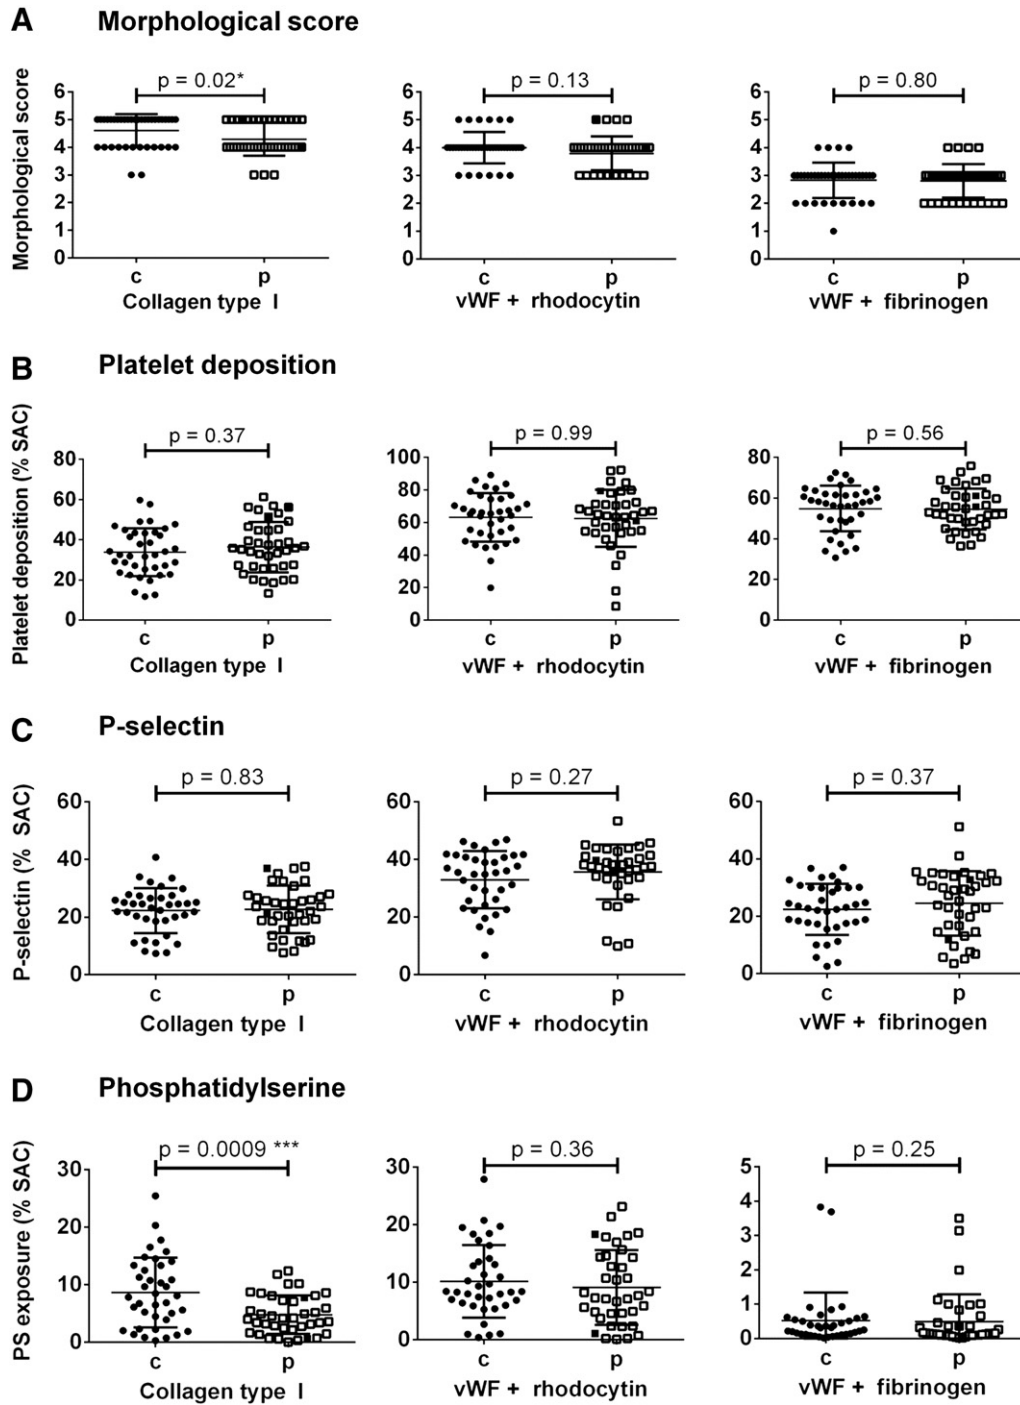 A Morphological score
Morphological score
p = 0.02*
6
5
4
3
2
1
0
c p
Collagen type I
p = 0.13
6
5
4
3
2
1
0
c p
vWF + rhodocytin
p = 0.80
6
5
4
3
2
1
0
c p
vWF + fibrinogen
B Platelet deposition
Platelet deposition (% SAC)
p = 0.37
80
60
40
20
0
c p
Collagen type I
p = 0.99
100
80
60
40
20
0
c p
vWF + rhodocytin
p = 0.56
80
60
40
20
0
c p
vWF + fibrinogen
C P-selectin
P-selectin (% SAC)
p = 0.83
60
40
20
0
c p
Collagen type I
p = 0.27
60
40
20
0
c p
vWF + rhodocytin
p = 0.37
60
40
20
0
c p
vWF + fibrinogen
D Phosphatidylserine
PS exposure (% SAC)
p = 0.0009 ***
30
20
10
0
c p
Collagen type I
p = 0.36
30
20
10
0
c p
vWF + rhodocytin
p = 0.25
5
4
3
2
1
0
c p
vWF + fibrinogen